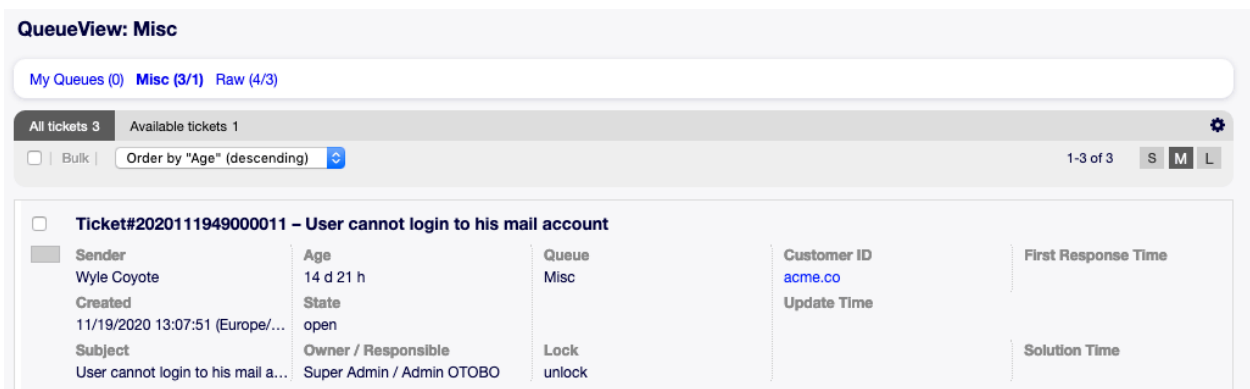 QueueView: Misc
My Queues (0) Misc (3/1) Raw (4/3)
All tickets 3 Available tickets 1
| Bulk | Order by "Age" (descending) 1-3 of 3 S M L
Ticket#2020111949000011 – User cannot login to his mail account
Sender Age Queue Customer ID First Response Time
Wyle Coyote 14 d 21 h Misc acme.co
Created State Update Time
11/19/2020 13:07:51 (Europe/... open
Subject Owner / Responsible Lock Solution Time
User cannot login to his mail a... Super Admin / Admin OTOBO unlock